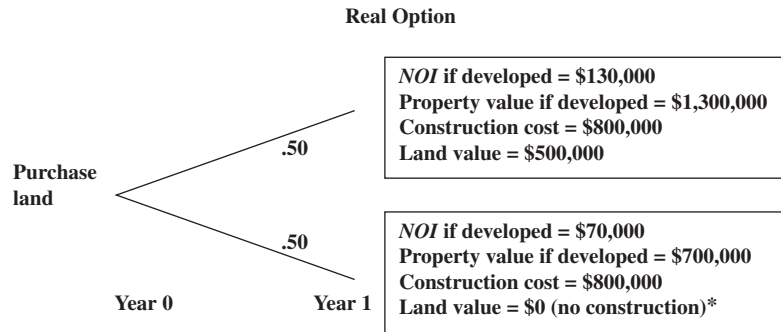 Real Option
NOI if developed = $130,000
Property value if developed = $1,300,000
Construction cost = $800,000
Land value = $500,000
.50
Purchase
land
.50
NOI if developed = $70,000
Property value if developed = $700,000
Construction cost = $800,000
Land value = $0 (no construction)*
Year 0
Year 1